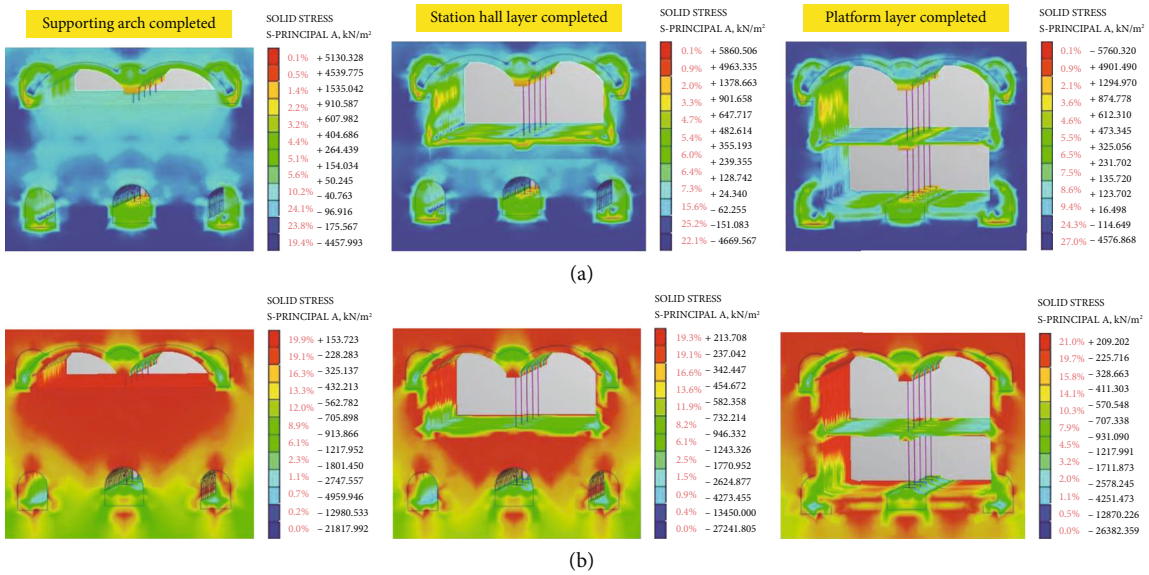 Supporting arch completed
SOLID STRESS
S-PRINCIPAL A, kN/m²
0.1% + 5130.328
0.5% + 4539.775
1.4% + 1535.042
2.2% + 910.587
3.2% + 607.982
4.4% + 404.686
5.1% + 264.439
5.6% + 154.034
10.2% + 50.245
24.1% – 40.763
23.8% – 96.916
19.4% – 175.567
– 4457.993
Station hall layer completed
SOLID STRESS
S-PRINCIPAL A, kN/m²
0.1% + 5860.506
0.9% + 4963.335
2.0% + 1378.663
3.3% + 901.658
4.7% + 647.717
5.4% + 482.614
6.0% + 355.193
6.4% + 239.355
7.3% + 128.742
15.6% + 24.340
25.2% – 62.255
22.1% –151.083
– 4669.567
Platform layer completed
SOLID STRESS
S-PRINCIPAL A, kN/m²
0.1% – 5760.320
0.9% – 4901.490
2.1% + 1294.970
3.6% + 874.778
4.6% + 612.310
5.5% + 473.345
6.5% + 325.056
7.5% + 231.702
8.6% + 135.720
9.4% + 123.702
24.3% + 16.498
27.0% – 114.649
– 4576.868
(a)
SOLID STRESS
S-PRINCIPAL A, kN/m²
19.9% + 153.723
19.1% – 228.283
16.3% – 325.137
13.3% – 432.213
12.0% – 562.782
8.9% – 705.898
6.1% – 913.866
2.3% – 1217.952
1.1% – 1801.450
0.7% – 2747.557
0.2% – 4959.946
0.0% – 12980.533
– 21817.992
SOLID STRESS
S-PRINCIPAL A, kN/m²
19.3% + 213.708
19.1% – 237.042
16.6% – 342.447
13.6% – 454.672
11.9% – 582.358
8.2% – 732.214
6.1% – 946.332
2.5% – 1243.326
1.5% – 1770.952
0.9% – 2624.877
0.4% – 4273.455
0.0% – 13450.000
– 27241.805
SOLID STRESS
S-PRINCIPAL A, kN/m²
21.0% + 209.202
19.7% – 225.716
15.8% – 328.663
14.1% – 411.303
10.3% – 570.548
7.9% – 707.338
4.5% – 931.090
3.2% – 1217.991
2.0% – 1711.873
1.1% – 2578.245
0.5% – 4251.473
0.0% – 12870.226
– 26382.359
(b)